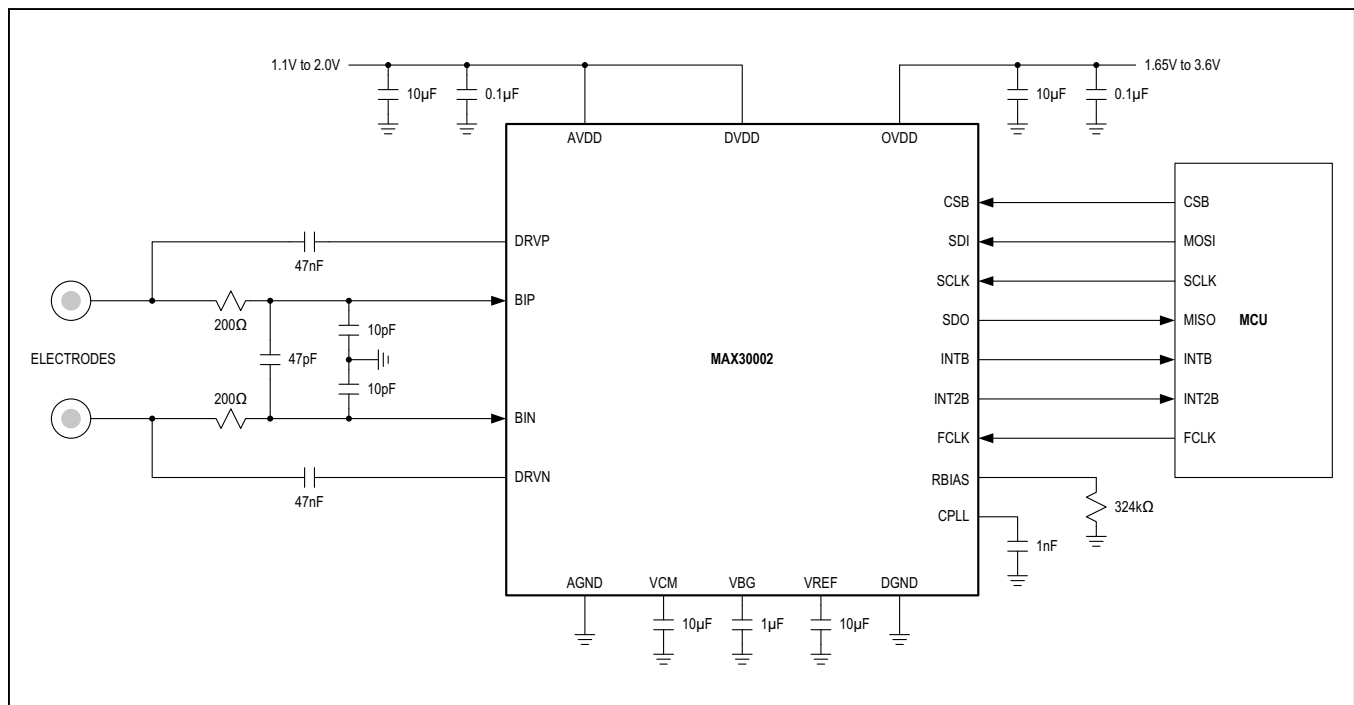 1.1V to 2.0V
1.65V to 3.6V
10µF
0.1µF
10µF
0.1µF
AVDD
DVDD
OVDD
CSB
CSB
DRVP
SDI
MOSI
47nF
SCLK
SCLK
BIP
200Ω
10pF
SDO
MISO
MCU
ELECTRODES
47pF
MAX30002
INTB
INTB
10pF
200Ω
INT2B
INT2B
BIN
FCLK
FCLK
DRVN
47nF
RBIAS
324kΩ
CPLL
1nF
AGND
VCM
VBG
VREF
DGND
10µF
1µF
10µF